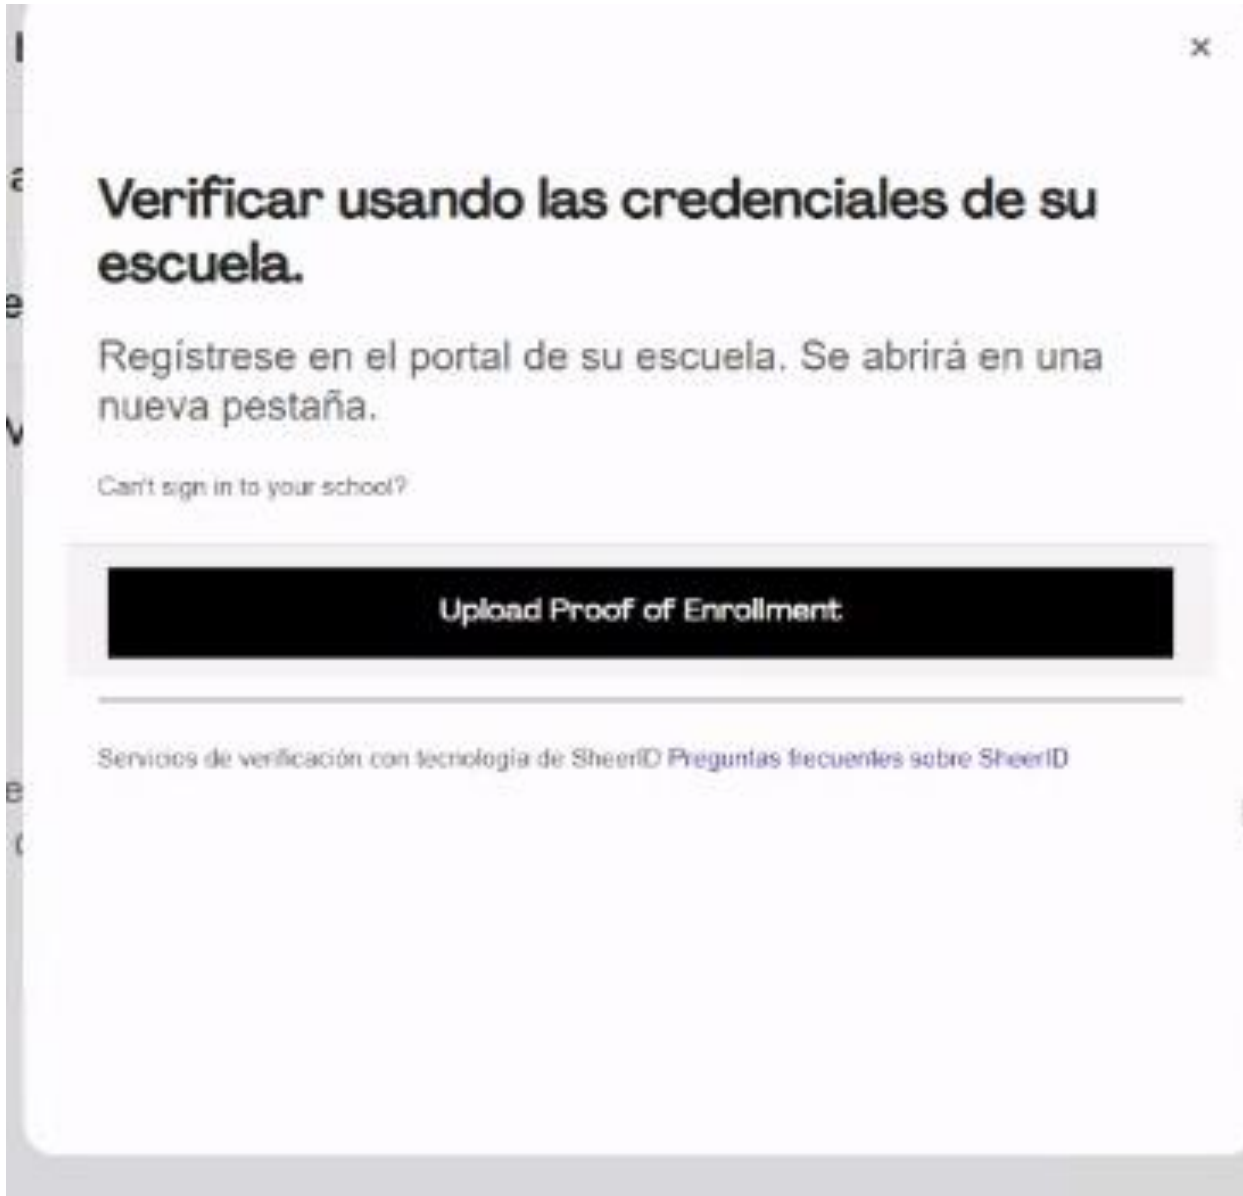 Verificar usando las credenciales de su
escuela.
Regístrese en el portal de su escuela. Se abrirá en una
nueva pestaña.
Can't sign in to your school?
Upload Proof of Enrollment
Servicios de verificación con tecnología de SheerID Preguntas frecuentes sobre SheerID